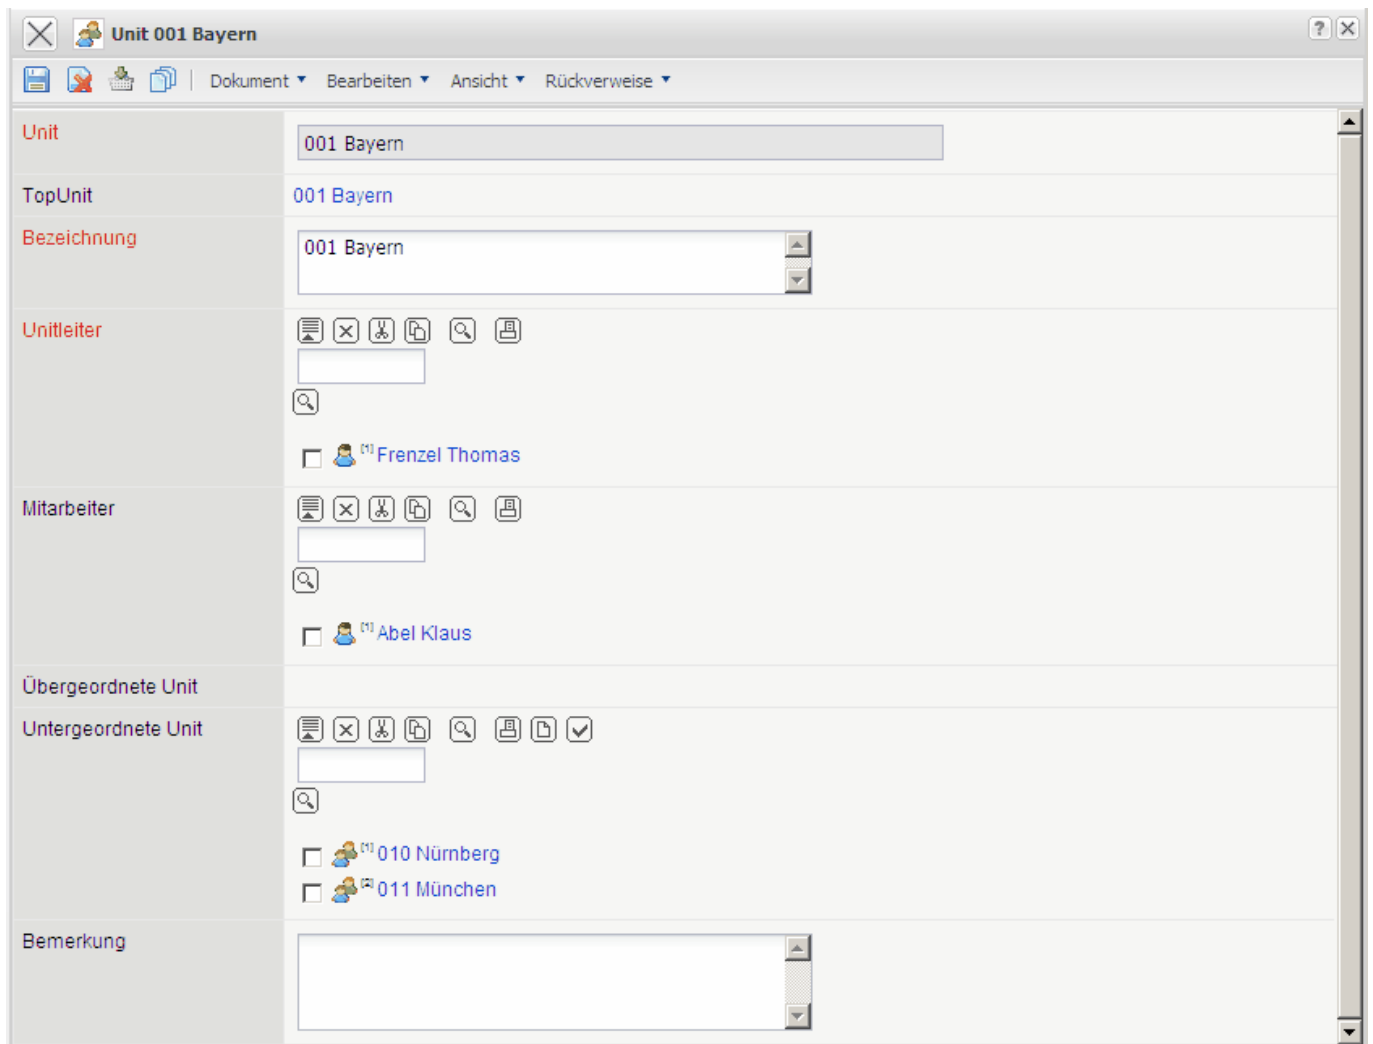 Unit 001 Bayern
Dokument Bearbeiten Ansicht Rückverweise
Unit
001 Bayern
TopUnit
001 Bayern
Bezeichnung
001 Bayern
Unitleiter
[1] Frenzel Thomas
Mitarbeiter
[1] Abel Klaus
Übergeordnete Unit
Untergeordnete Unit
[1] 010 Nürnberg
[2] 011 München
Bemerkung